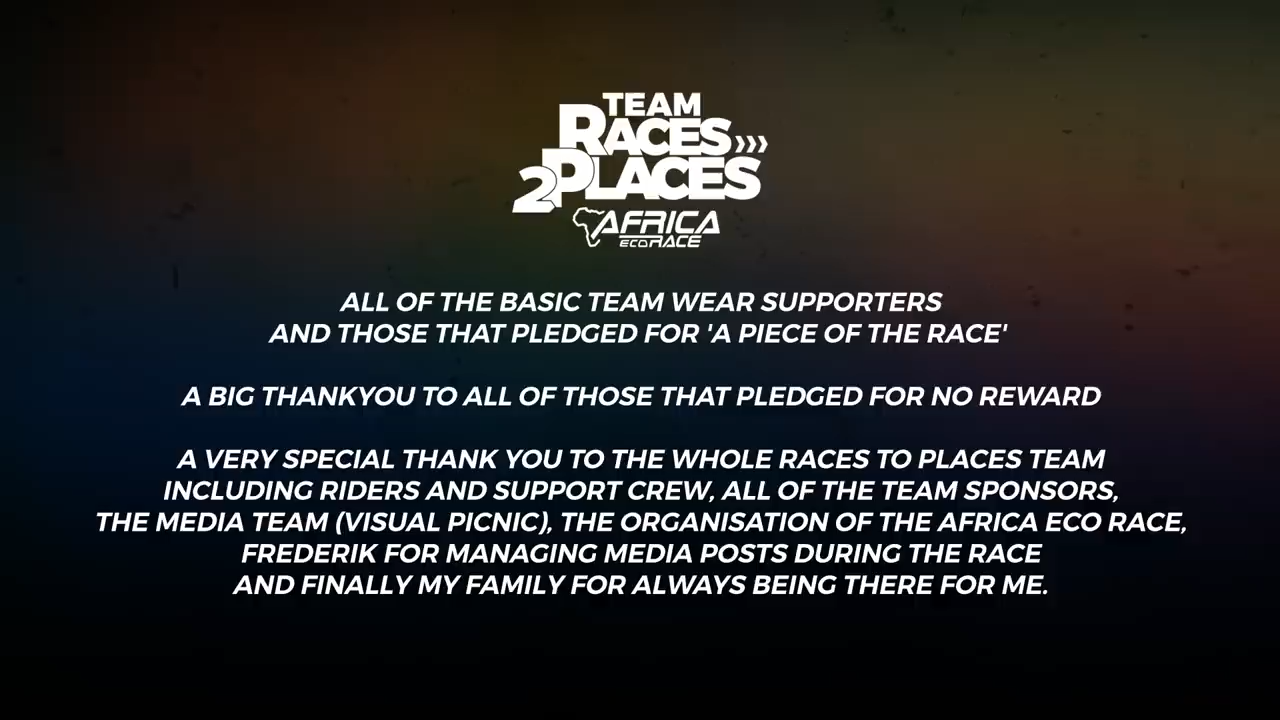 TEAM
RACES
2PLACES
AFRICA
ECO RACE
ALL OF THE BASIC TEAM WEAR SUPPORTERS
AND THOSE THAT PLEDGED FOR 'A PIECE OF THE RACE'
A BIG THANKYOU TO ALL OF THOSE THAT PLEDGED FOR NO REWARD
A VERY SPECIAL THANK YOU TO THE WHOLE RACES TO PLACES TEAM
INCLUDING RIDERS AND SUPPORT CREW, ALL OF THE TEAM SPONSORS,
THE MEDIA TEAM (VISUAL PICNIC), THE ORGANISATION OF THE AFRICA ECO RACE,
FREDERIK FOR MANAGING MEDIA POSTS DURING THE RACE
AND FINALLY MY FAMILY FOR ALWAYS BEING THERE FOR ME.